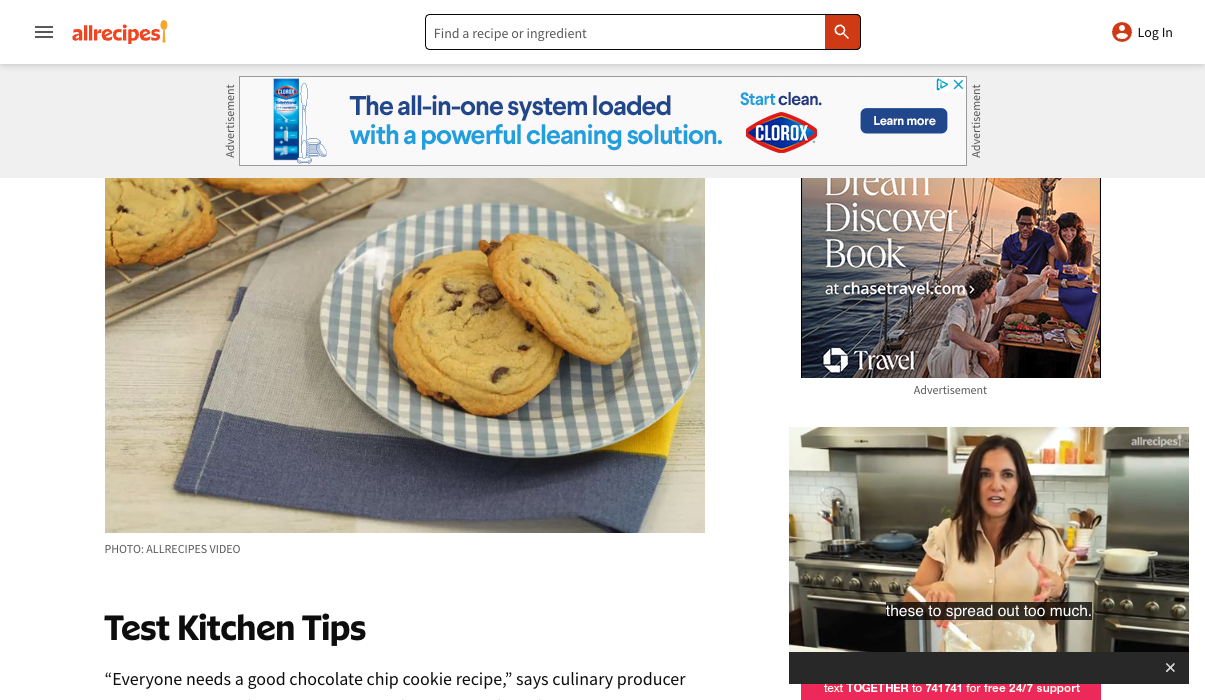 allrecipes
Find a recipe or ingredient
Log In
Advertisement
CLOROX
The all-in-one system loaded
with a powerful cleaning solution.
Start clean.
CLOROX
Learn more
Advertisement
Dream
Discover
Book
at chasetravel.com ›
Travel
Advertisement
PHOTO: ALLRECIPES VIDEO
allrecipes
these to spread out too much.
Test Kitchen Tips
“Everyone needs a good chocolate chip cookie recipe,” says culinary producer
text TOGETHER to 741741 for free 24/7 support